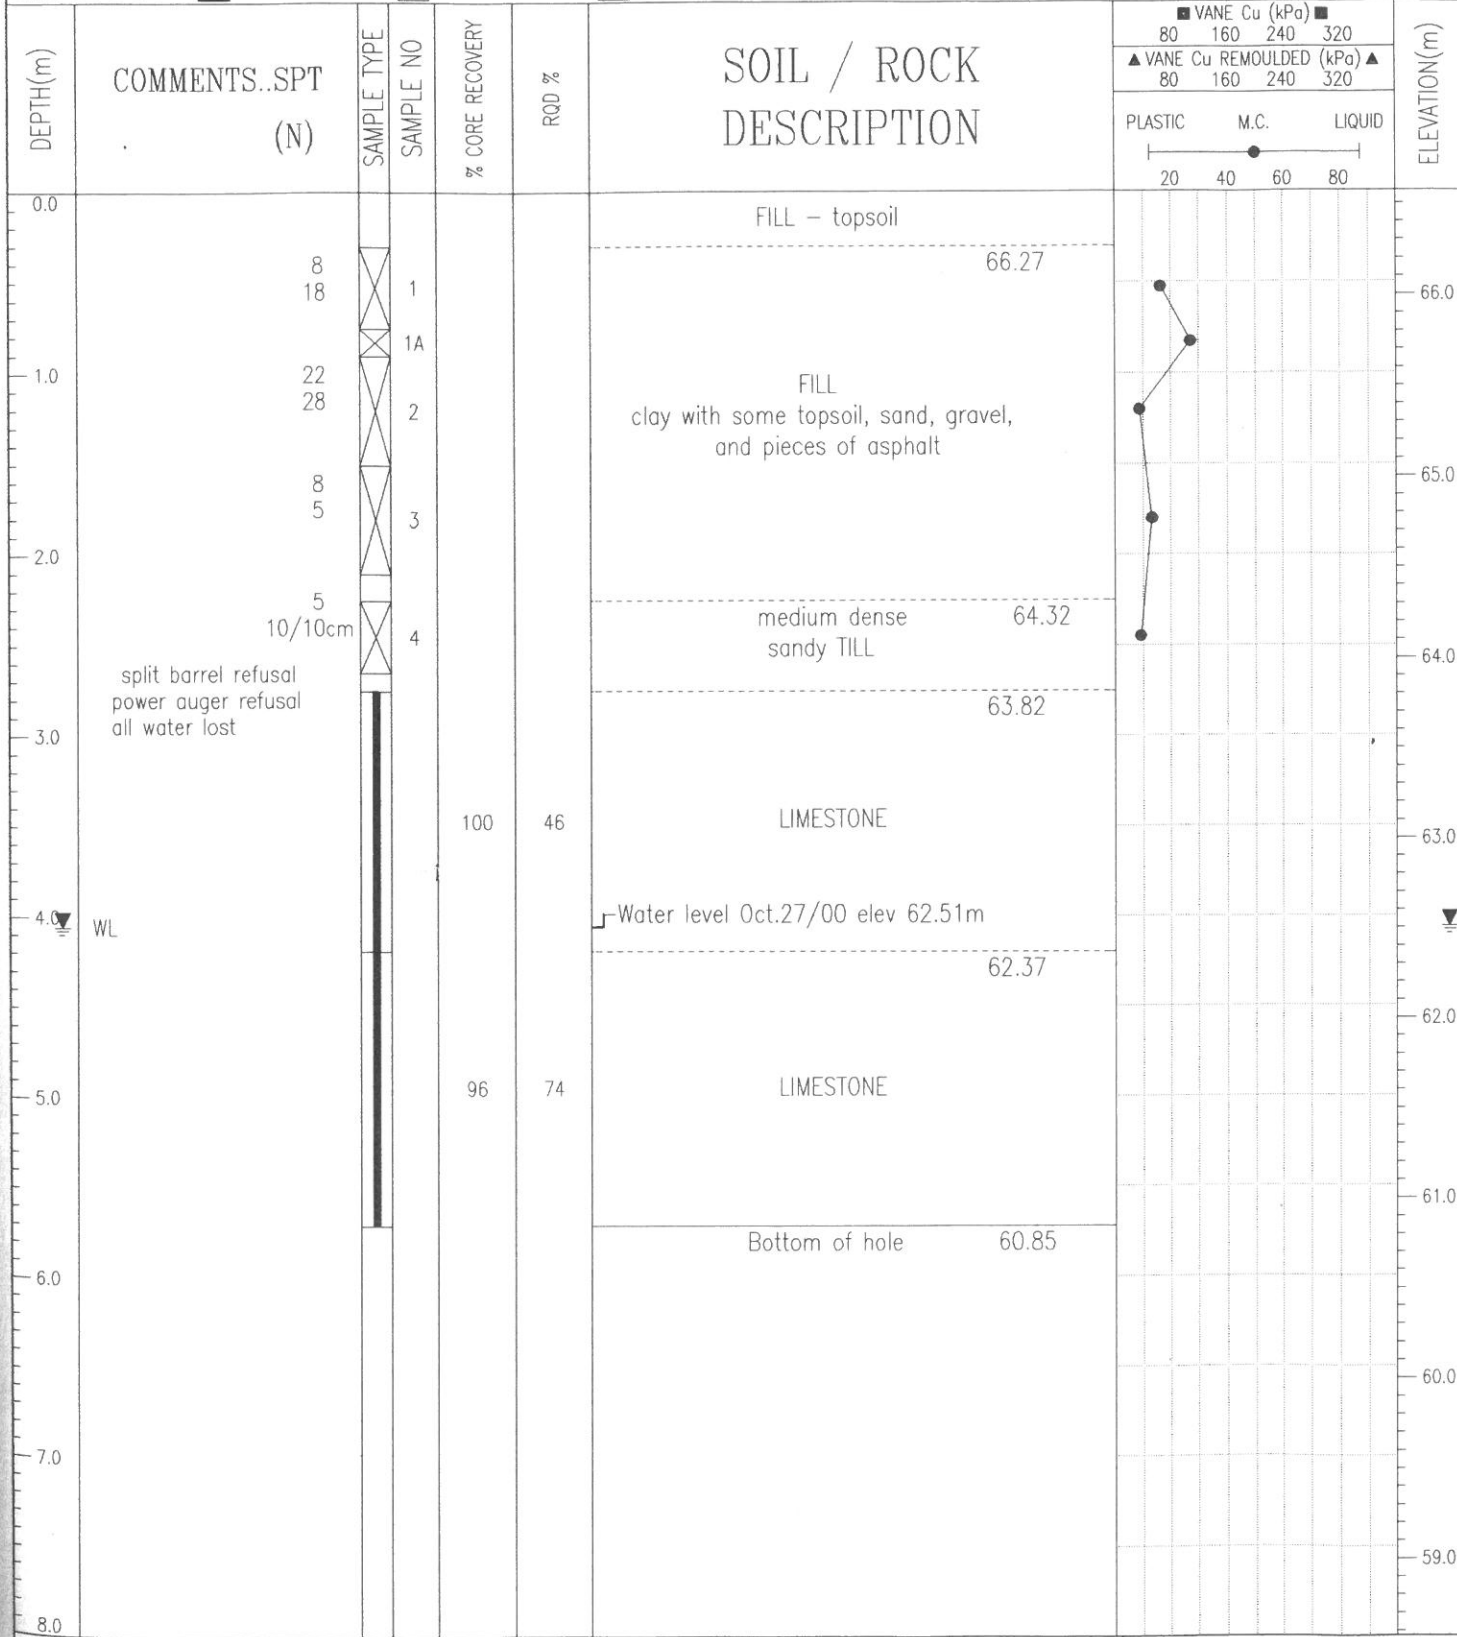 DEPTH(m)
COMMENTS..SPT
(N)
SAMPLE TYPE
SAMPLE NO
% CORE RECOVERY
RQD %
SOIL / ROCK
DESCRIPTION
■ VANE Cu (kPa) ■
80 160 240 320
▲ VANE Cu REMOULDED (kPa) ▲
80 160 240 320
PLASTIC M.C. LIQUID
20 40 60 80
ELEVATION(m)
0.0
FILL – topsoil
66.27
8
18
1
66.0
1A
1.0
22
28
2
FILL
clay with some topsoil, sand, gravel,
and pieces of asphalt
65.0
8
5
3
2.0
5
10/10cm
4
medium dense 64.32
sandy TILL
64.0
split barrel refusal
power auger refusal
all water lost
63.82
3.0
100
46
LIMESTONE
63.0
4.0
WL
Water level Oct.27/00 elev 62.51m
62.37
62.0
5.0
96
74
LIMESTONE
61.0
Bottom of hole 60.85
6.0
60.0
7.0
59.0
8.0